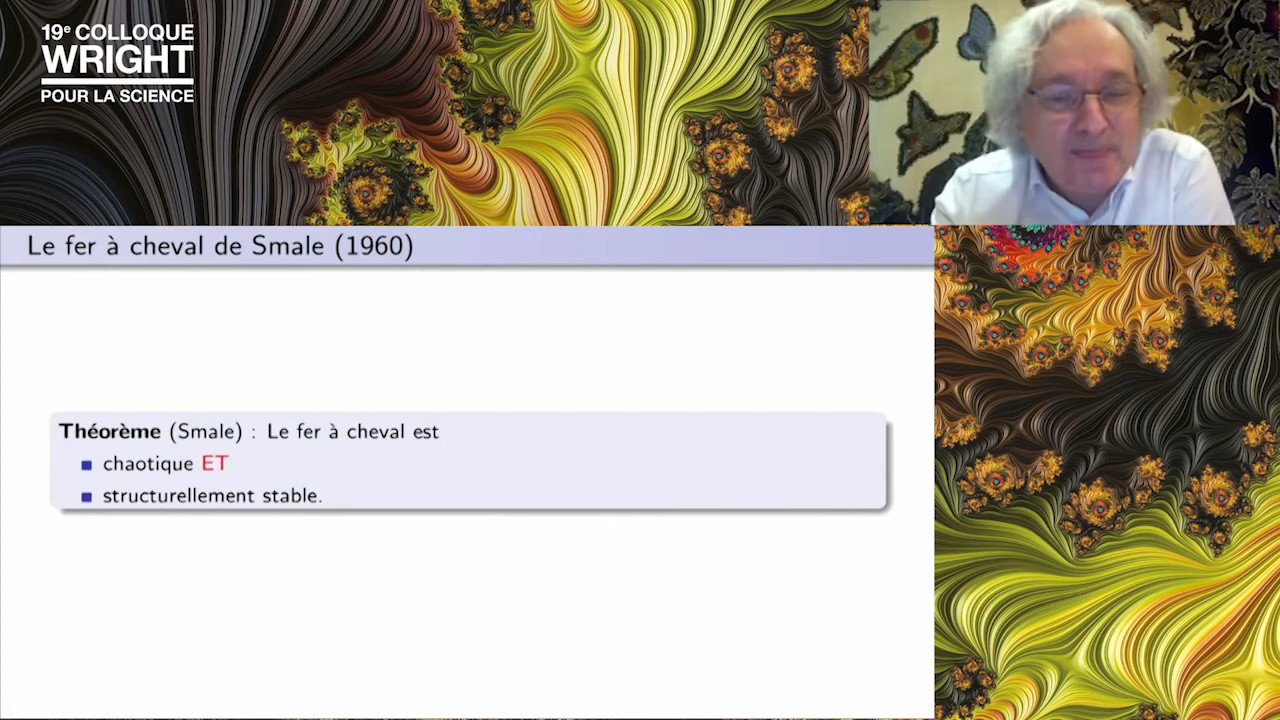 19e COLLOQUE
WRIGHT
POUR LA SCIENCE
Le fer à cheval de Smale (1960)
Théorème (Smale) : Le fer à cheval est
chaotique ET
structurellement stable.